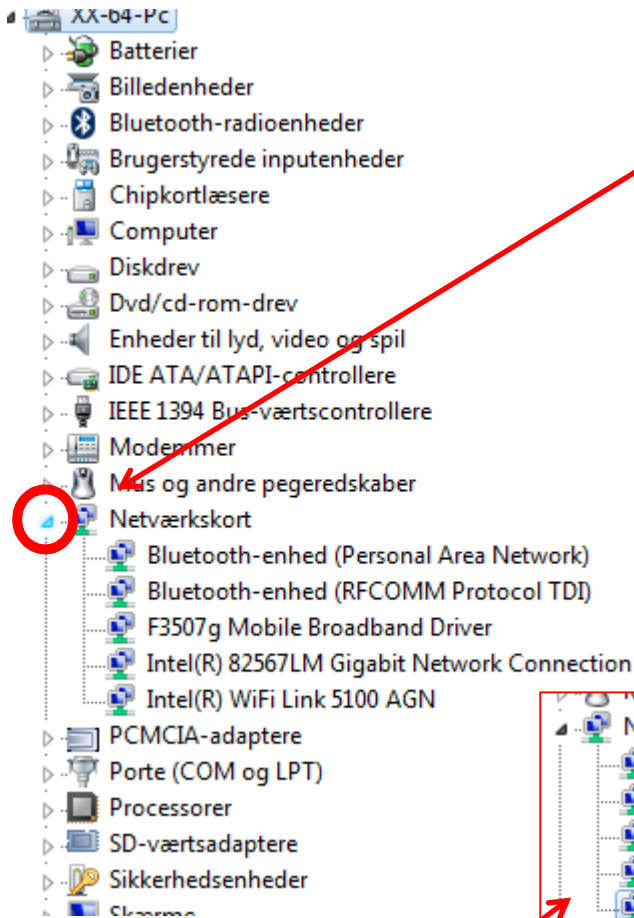 XX-64-Pc
Batterier
Billedenheder
Bluetooth-radioenheder
Brugerstyrede inputenheder
Chipkortlæsere
Computer
Diskdrev
Dvd/cd-rom-drev
Enheder til lyd, video og spil
IDE ATA/ATAPI-controllere
IEEE 1394 Bus-værtscontrollere
Modemmer
Mus og andre pegeredskaber
Netværkskort
Bluetooth-enhed (Personal Area Network)
Bluetooth-enhed (RFCOMM Protocol TDI)
F3507g Mobile Broadband Driver
Intel(R) 82567LM Gigabit Network Connection
Intel(R) WiFi Link 5100 AGN
PCMCIA-adaptere
Porte (COM og LPT)
Processorer
SD-værtsadaptere
Sikkerhedsenheder
Skærme